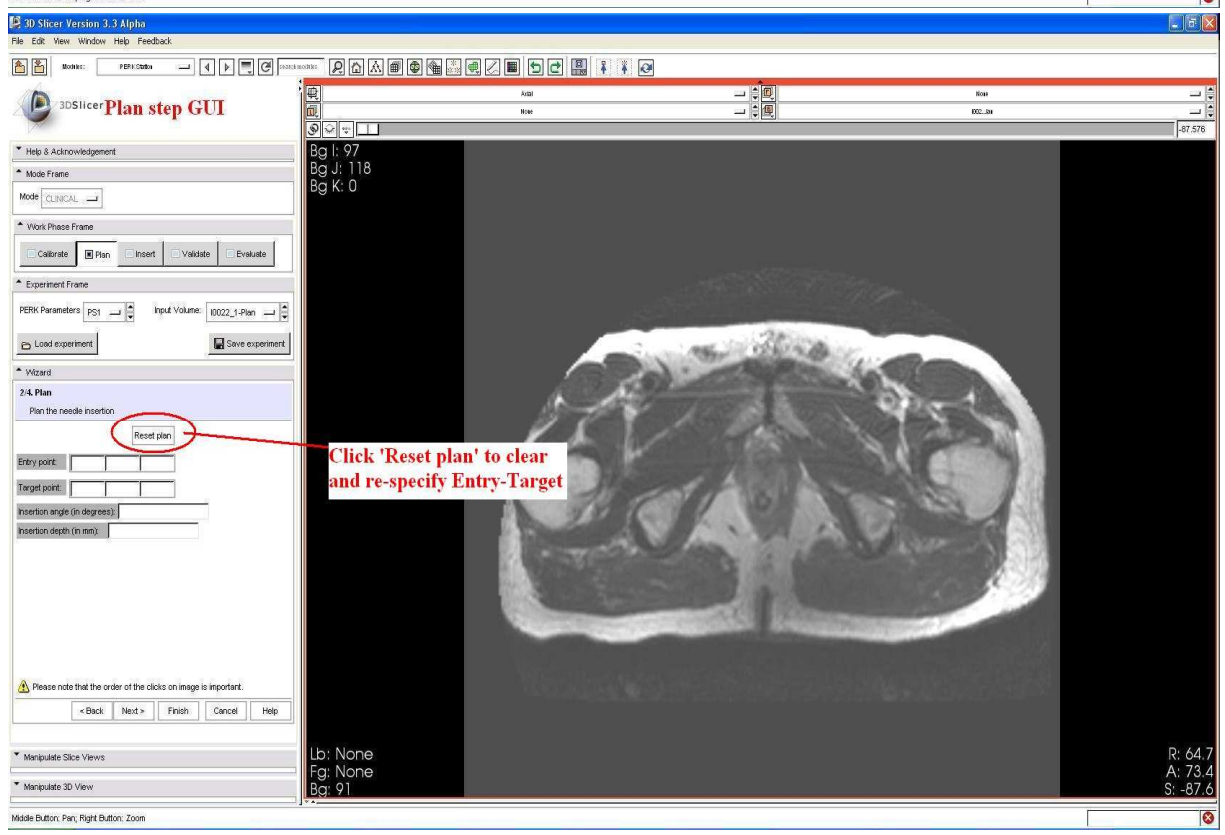 3D Slicer Version 3.3 Alpha
File Edit View Window Help Feedback
Modules: PERK Station search modules
3DSlicer Plan step GUI
Axial None
None I002...lan
-87.576
Help & Acknowledgement
Mode Frame
Mode CLINICAL
Work Phase Frame
Calibrate Plan Insert Validate Evaluate
Experiment Frame
PERK Parameters PS1 Input Volume: I0022_1-Plan
Load experiment Save experiment
Wizard
2/4. Plan
Plan the needle insertion
Reset plan
Entry point:
Target point:
Insertion angle (in degrees):
Insertion depth (in mm):
Please note that the order of the clicks on image is important.
< Back Next > Finish Cancel Help
Manipulate Slice Views
Manipulate 3D View
Middle Button: Pan; Right Button: Zoom
Bg I: 97
Bg J: 118
Bg K: 0
Click 'Reset plan' to clear
and re-specify Entry-Target
Lb: None
Fg: None
Bg: 91
R: 64.7
A: 73.4
S: -87.6